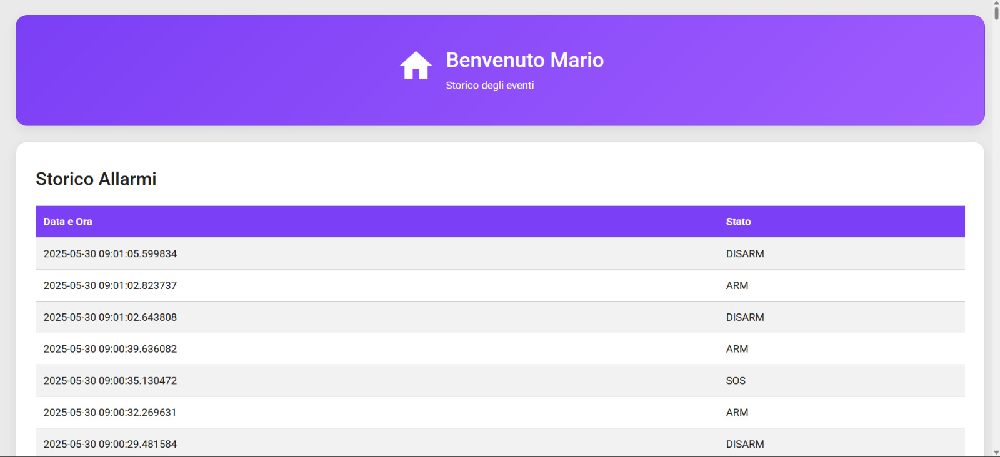 Benvenuto Mario
Storico degli eventi
Storico Allarmi
Data e Ora Stato
2025-05-30 09:01:05.599834 DISARM
2025-05-30 09:01:02.823737 ARM
2025-05-30 09:01:02.643808 DISARM
2025-05-30 09:00:39.636082 ARM
2025-05-30 09:00:35.130472 SOS
2025-05-30 09:00:32.269631 ARM
2025-05-30 09:00:29.481584 DISARM